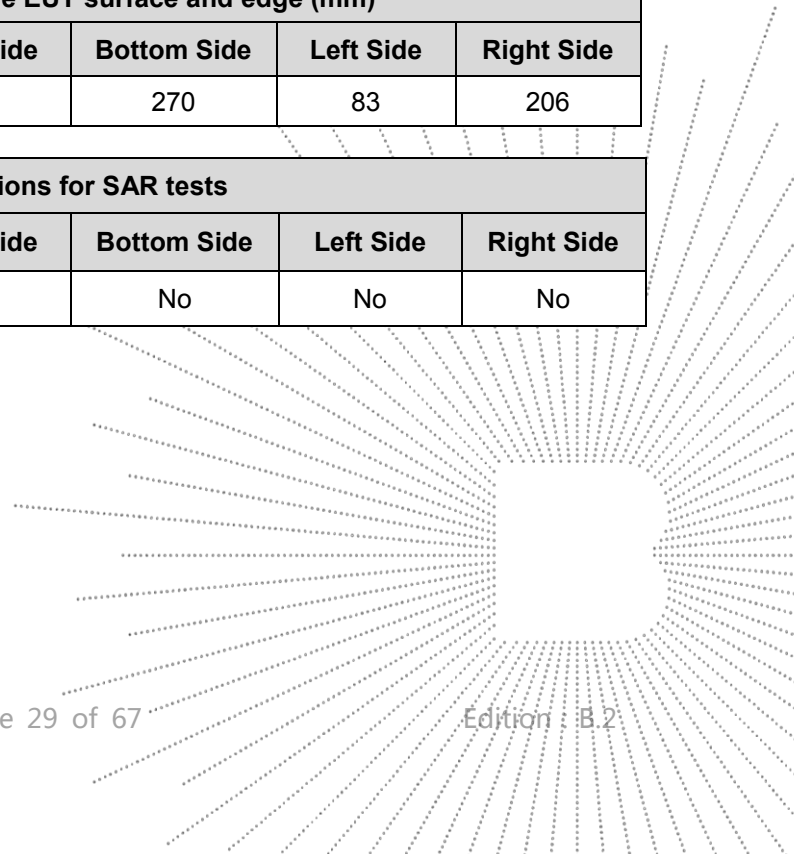 EUT surface and edge (mm)
ide Bottom Side Left Side Right Side
270 83 206
ions for SAR tests
ide Bottom Side Left Side Right Side
No No No
e 29 of 67 Edition : B.2